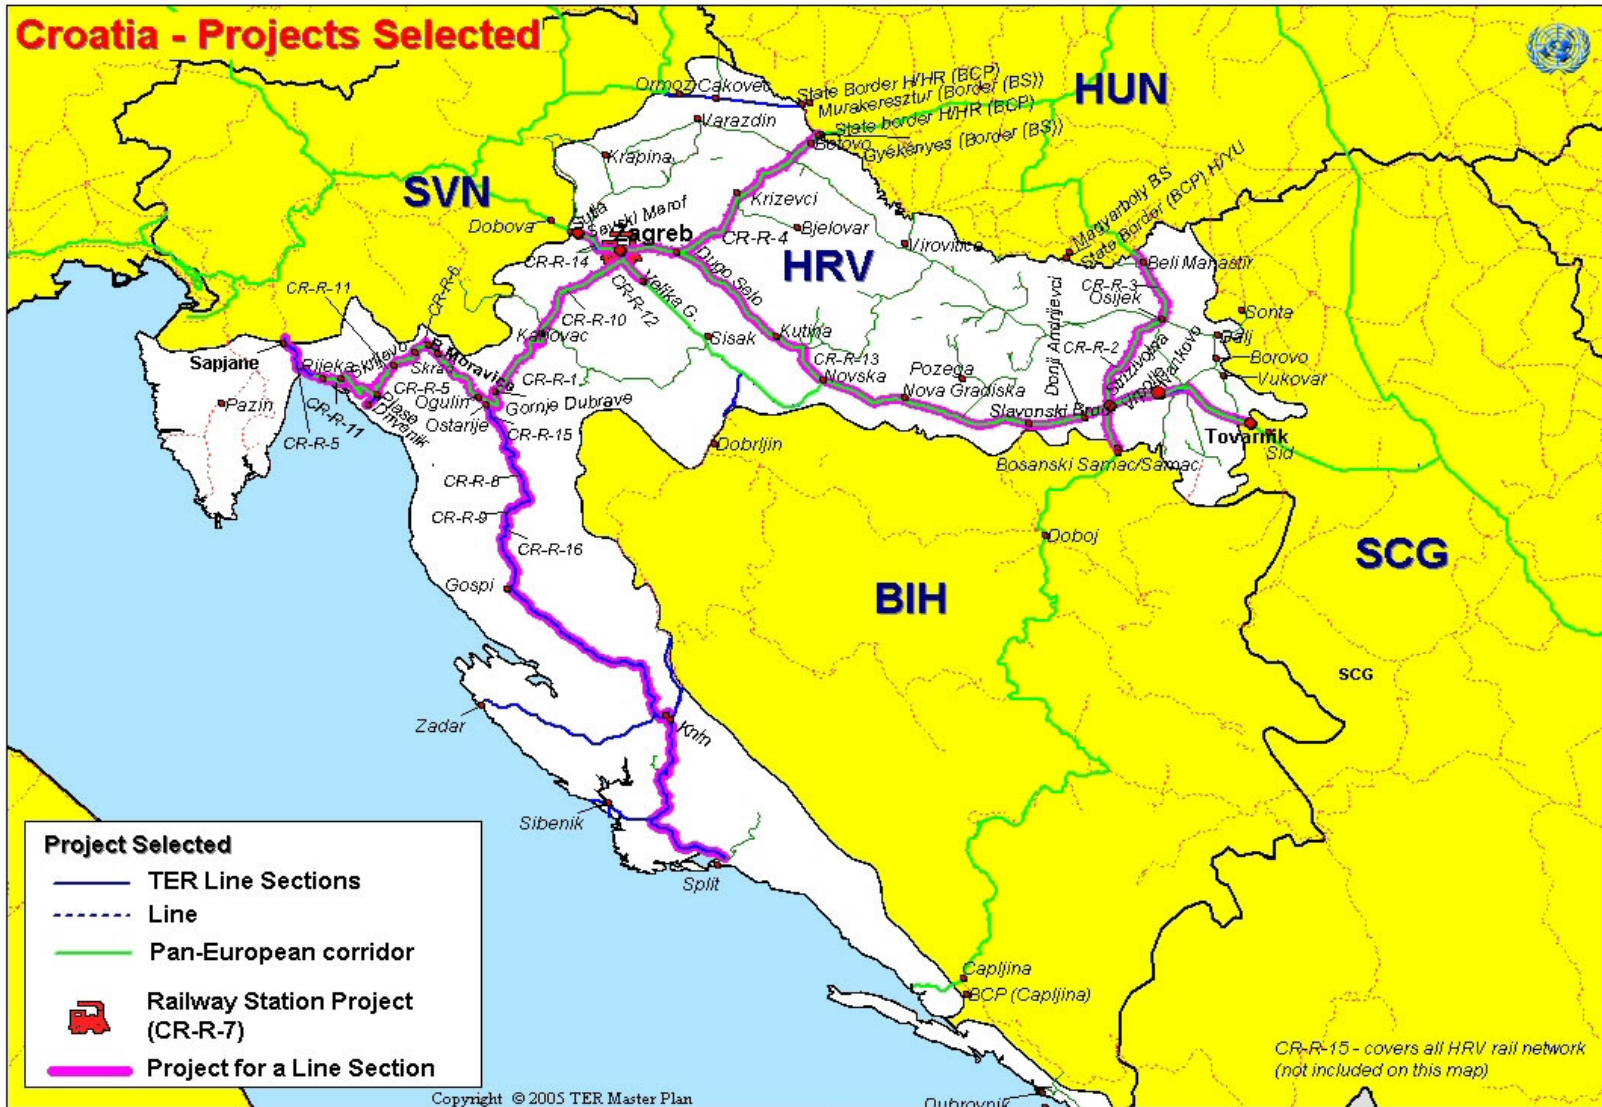 Croatia - Projects Selected
HUN
SVN
HRV
BIH
SCG
SCG
Ormoz
Cakovec
State Border H/HR (BCP)
Murakeresztur (Border (BS))
State border H/HR (BCP)
Gyékényes (Border (BS))
Botovo
Varazdin
Krapina
Krizevci
Bjelovar
Virovitica
CR-R-4
Dobova
Sutla
Savski Marof
Zagreb
CR-R-14
Dugo Selo
Velika G.
CR-R-12
CR-R-10
Sisak
Kutina
CR-R-13
Novska
Pozega
Nova Gradiska
Slavonski Brod
Donji Andrijevci
Magyarboly BS
State Border (BCP) H/YU
Beli Manastir
CR-R-3
Osijek
CR-R-2
Strizivojna
Vrpolje
Sonta
Dalj
Borovo
Vukovar
Tovarnik
Sid
Bosanski Samac/Samac
Doboj
Dobrljin
CR-R-11
CR-R-6
Sapjane
Rijeka
Skrljevo
Skrad
Moravice
CR-R-5
Plase
Drivenik
CR-R-11
CR-R-5
Pazin
CR-R-1
Ogulin
Gornje Dubrave
Ostarije
CR-R-15
CR-R-8
CR-R-9
CR-R-16
Gospi
Zadar
Knin
Sibenik
Split
Capljina
BCP (Capljina)
Dubrovnik
Project Selected
TER Line Sections
Line
Pan-European corridor
Railway Station Project
(CR-R-7)
Project for a Line Section
CR-R-15 - covers all HRV rail network
(not included on this map)
Copyright © 2005 TER Master Plan